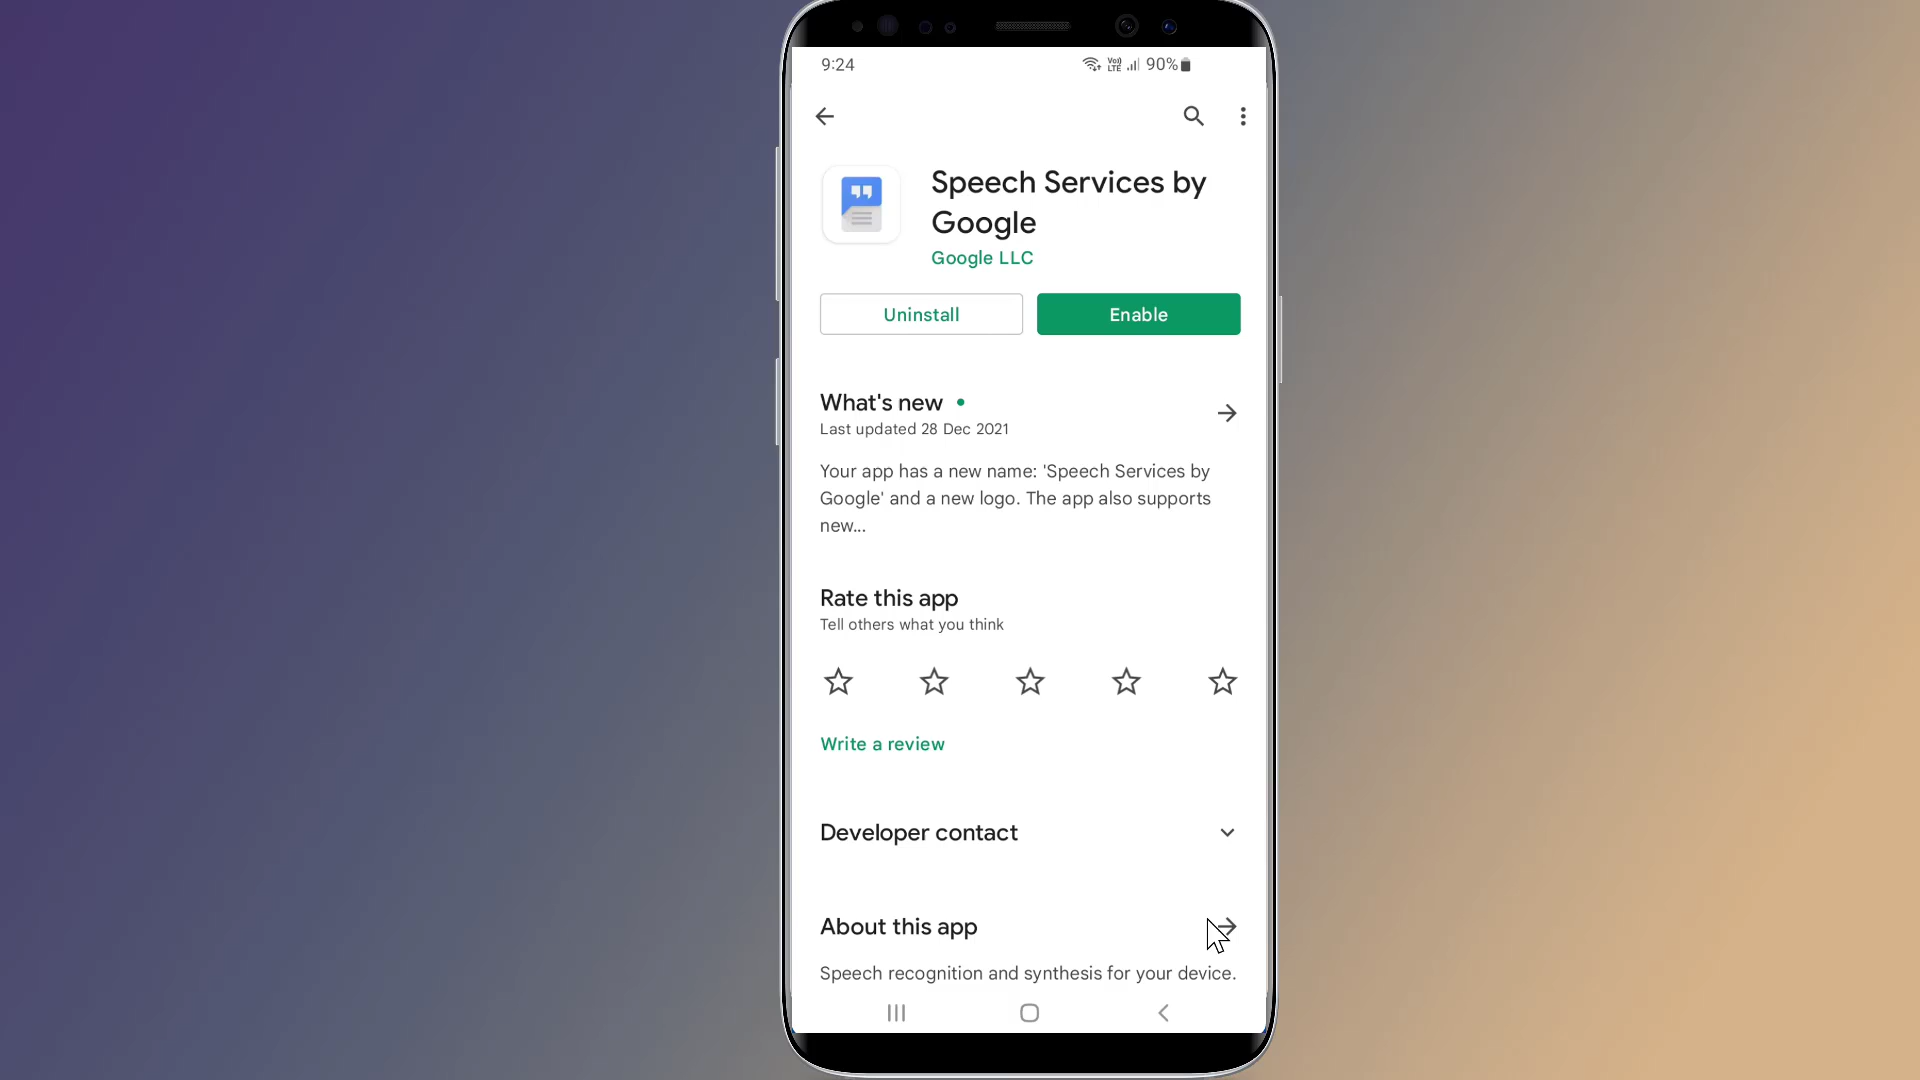 9:24
Vo)) LTE 90%
Speech Services by
Google
Google LLC
Uninstall
Enable
What's new
Last updated 28 Dec 2021
Your app has a new name: 'Speech Services by
Google' and a new logo. The app also supports
new...
Rate this app
Tell others what you think
Write a review
Developer contact
About this app
Speech recognition and synthesis for your device.